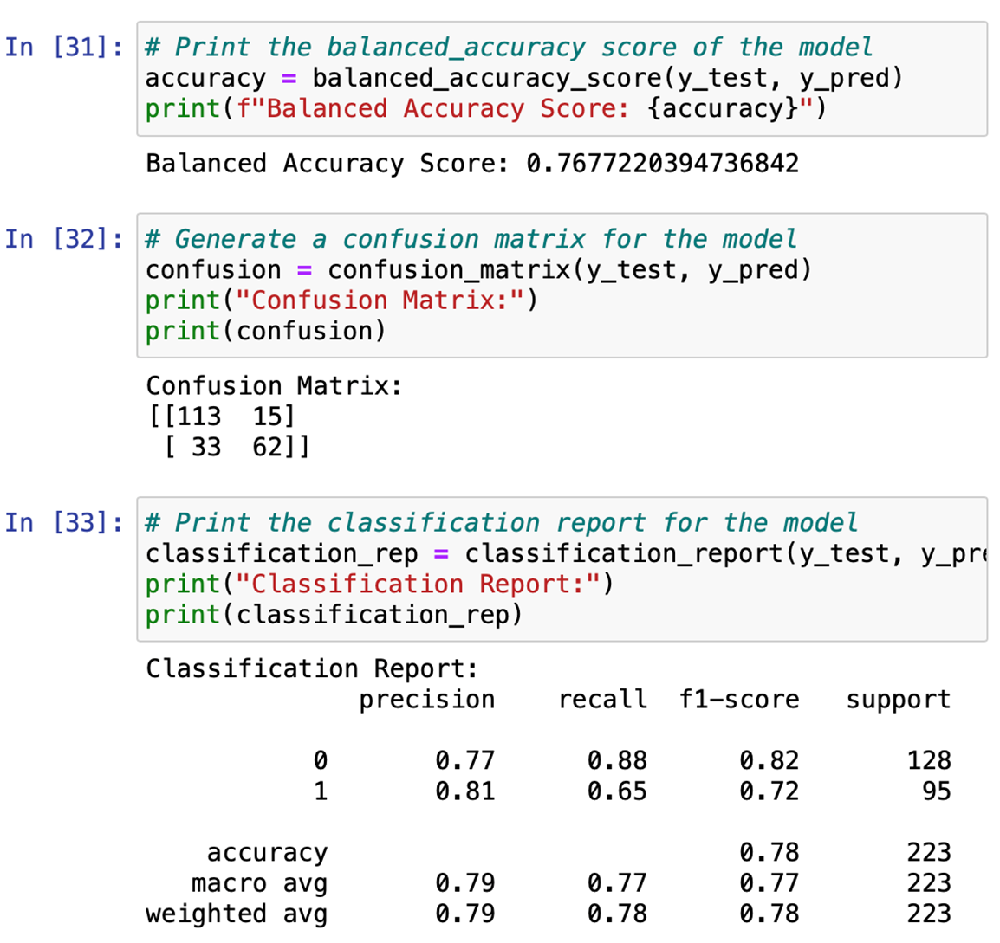 In [31]: # Print the balanced_accuracy score of the model
accuracy = balanced_accuracy_score(y_test, y_pred)
print(f"Balanced Accuracy Score: {accuracy}")
Balanced Accuracy Score: 0.7677220394736842
In [32]: # Generate a confusion matrix for the model
confusion = confusion_matrix(y_test, y_pred)
print("Confusion Matrix:")
print(confusion)
Confusion Matrix:
[[113  15]
 [ 33  62]]
In [33]: # Print the classification report for the model
classification_rep = classification_report(y_test, y_pre
print("Classification Report:")
print(classification_rep)
Classification Report:
precision recall f1-score support
0 0.77 0.88 0.82 128
1 0.81 0.65 0.72 95
accuracy 0.78 223
macro avg 0.79 0.77 0.77 223
weighted avg 0.79 0.78 0.78 223